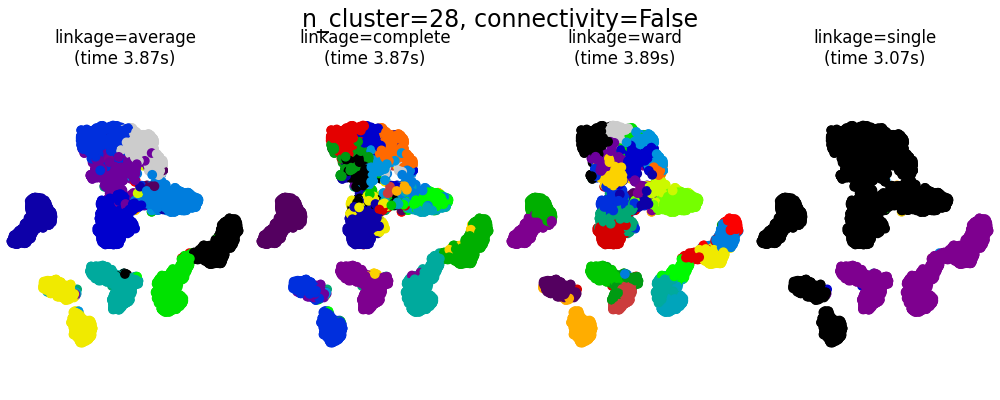 n_cluster=28, connectivity=False
linkage=average
(time 3.87s)
linkage=complete
(time 3.87s)
linkage=ward
(time 3.89s)
linkage=single
(time 3.07s)